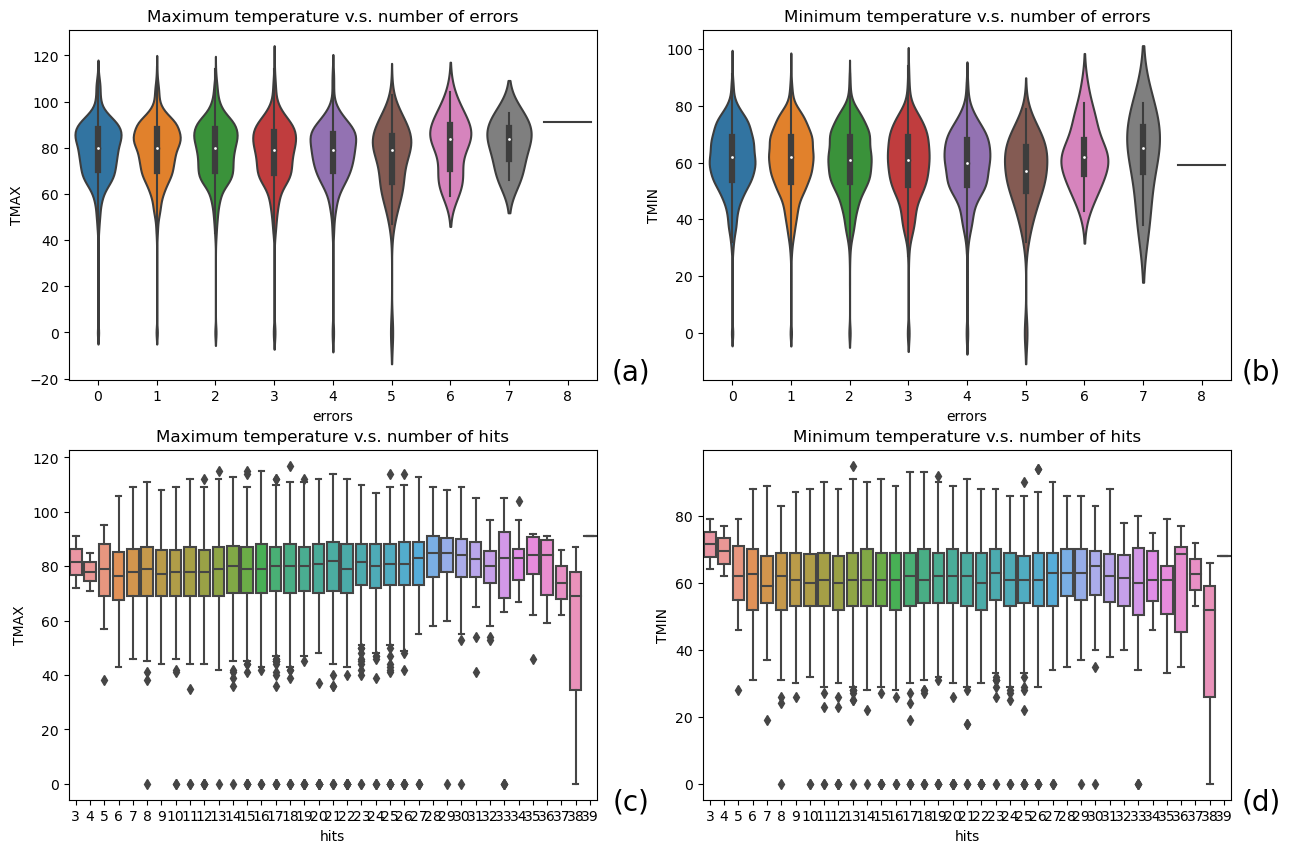 Maximum temperature v.s. number of errors
120
100
80
60
40
20
0
−20
TMAX
0 1 2 3 4 5 6 7 8
errors
(a)
Minimum temperature v.s. number of errors
100
80
60
40
20
0
TMIN
0 1 2 3 4 5 6 7 8
errors
(b)
Maximum temperature v.s. number of hits
120
100
80
60
40
20
0
TMAX
3 4 5 6 7 8 9 10 11 12 13 14 15 16 17 18 19 20 21 22 23 24 25 26 27 28 29 30 31 32 33 34 35 36 37 38 39
hits
(c)
Minimum temperature v.s. number of hits
80
60
40
20
0
TMIN
3 4 5 6 7 8 9 10 11 12 13 14 15 16 17 18 19 20 21 22 23 24 25 26 27 28 29 30 31 32 33 34 35 36 37 38 39
hits
(d)